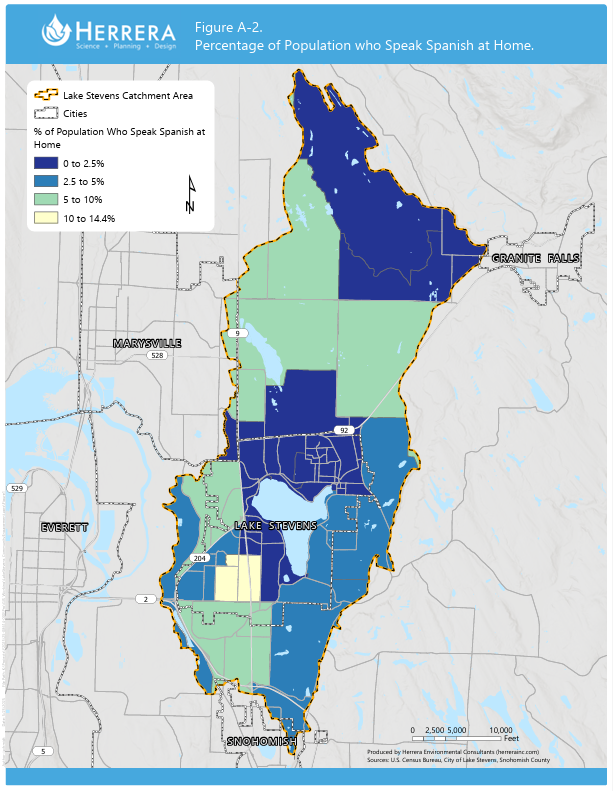 HERRERA
Science • Planning • Design
Figure A-2.
Percentage of Population who Speak Spanish at Home.
Lake Stevens Catchment Area
Cities
% of Population Who Speak Spanish at
Home
0 to 2.5%
2.5 to 5%
5 to 10%
10 to 14.4%
N
GRANITE FALLS
9
MARYSVILLE
528
92
529
EVERETT
LAKE STEVENS
204
2
SNOHOMISH
5
0 2,500 5,000 10,000
Feet
Produced by Herrera Environmental Consultants (herrerainc.com)
Sources: U.S. Census Bureau, City of Lake Stevens, Snohomish County